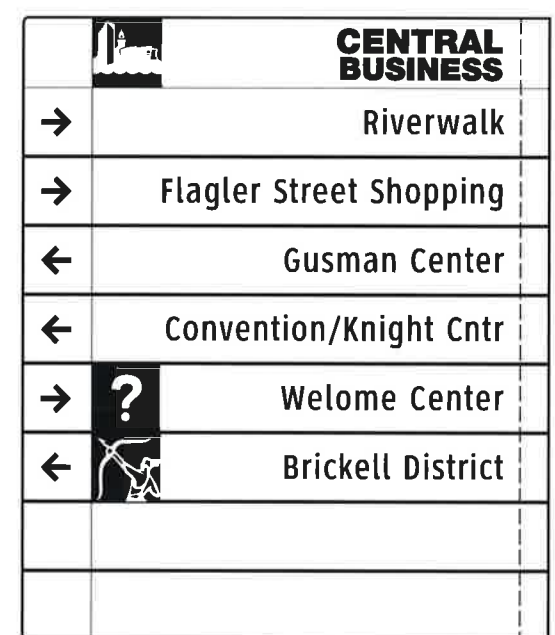 CENTRAL
BUSINESS
→ Riverwalk
→ Flagler Street Shopping
← Gusman Center
← Convention/Knight Cntr
→ ? Welome Center
← Brickell District